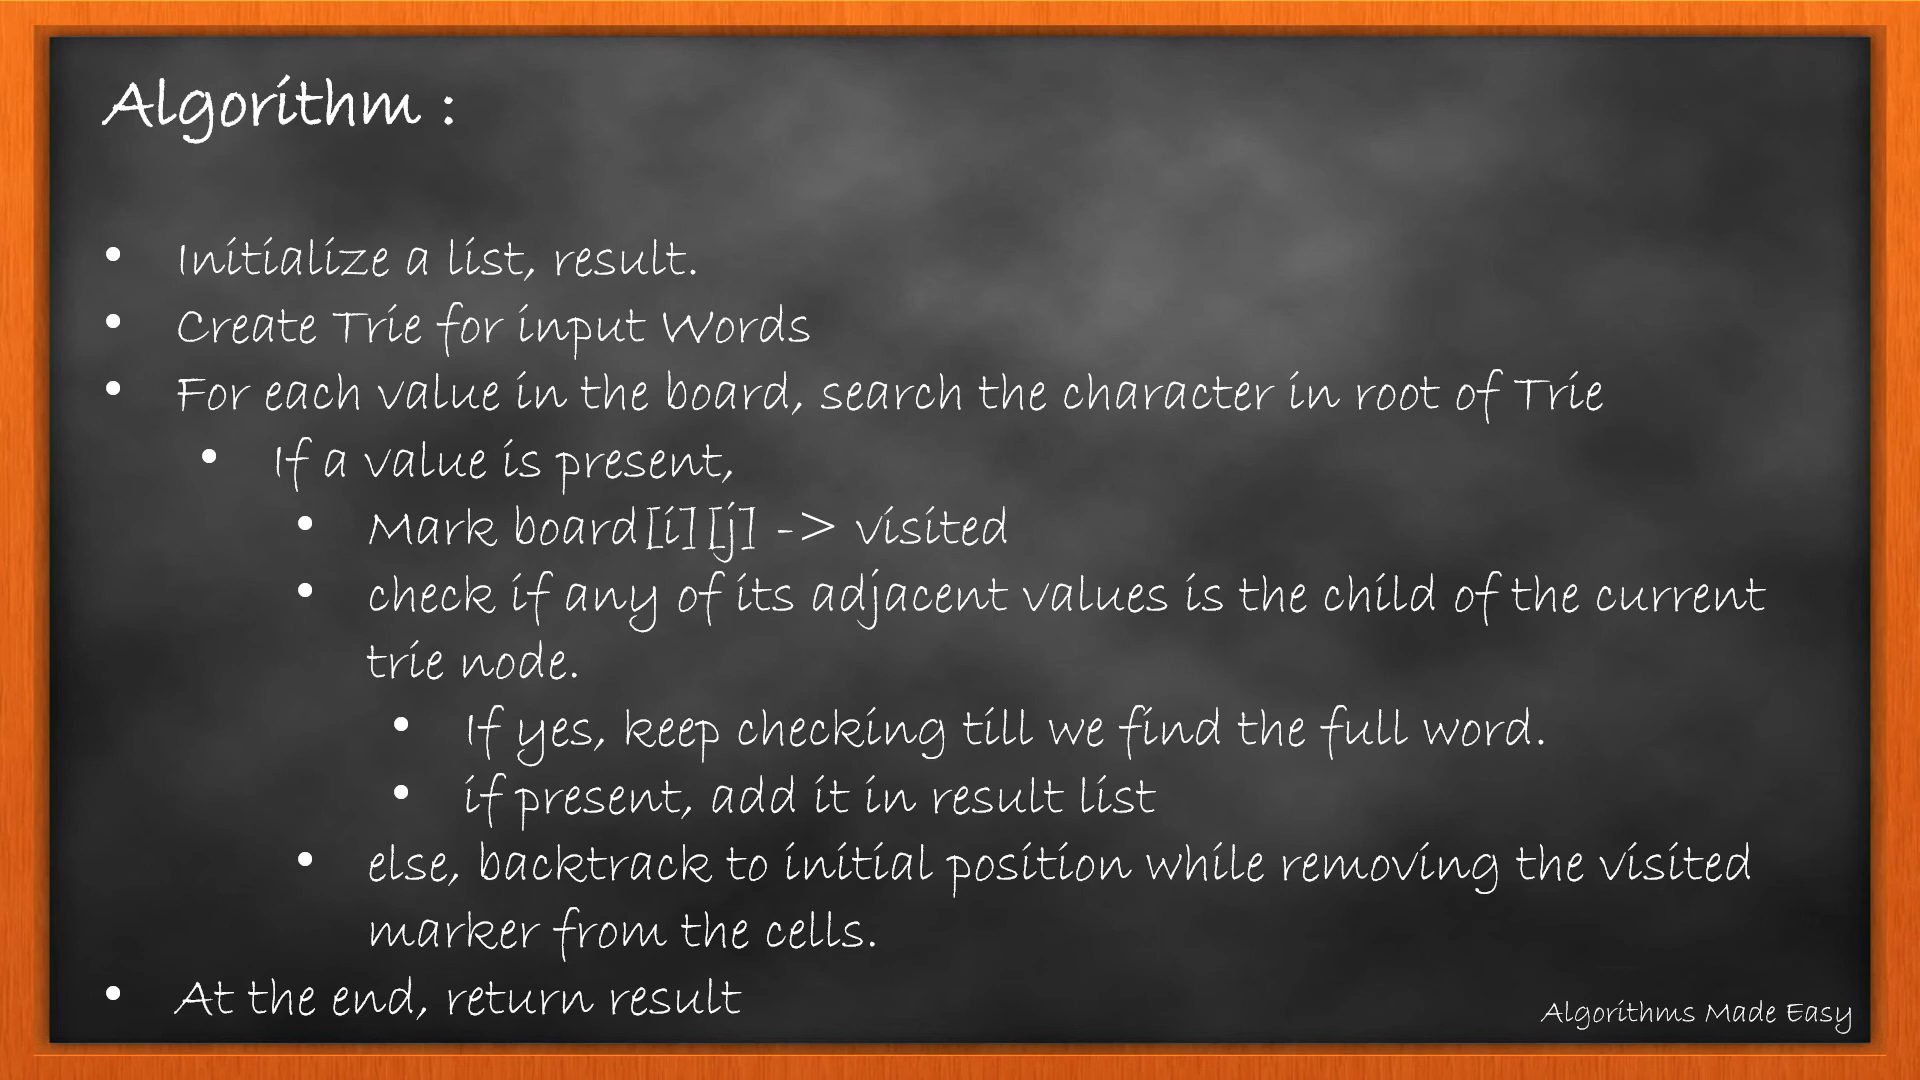 Algorithm :
• Initialize a list, result.
• Create Trie for input Words
• For each value in the board, search the character in root of Trie
• If a value is present,
• Mark board[i][j] -> visited
• check if any of its adjacent values is the child of the current
trie node.
• If yes, keep checking till we find the full word.
• if present, add it in result list
• else, backtrack to initial position while removing the visited
marker from the cells.
• At the end, return result
Algorithms Made Easy